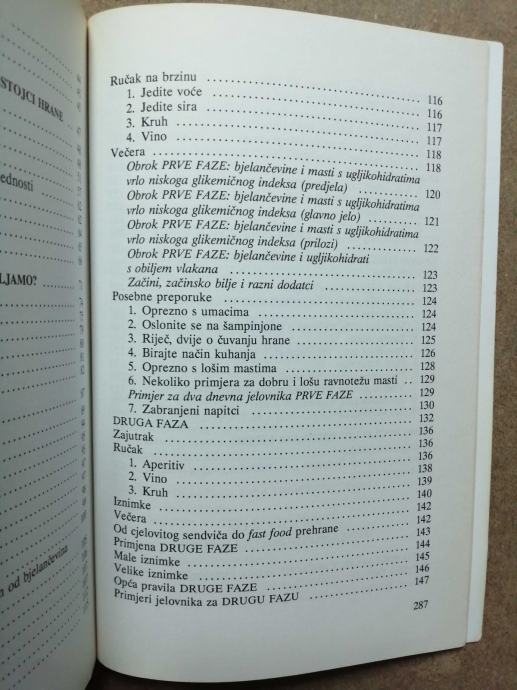 STOJCI HRANE
ednosti
LJAMO?
n od bjelančevina
Ručak na brzinu ........ 116
1. Jedite voće ........ 116
2. Jedite sira ........ 117
3. Kruh ........ 117
4. Vino ........ 118
Večera ........ 118
Obrok PRVE FAZE: bjelančevine i masti s ugljikohidratima
vrlo niskoga glikemičnog indeksa (predjela) ........ 120
Obrok PRVE FAZE: bjelančevine i masti s ugljikohidratima
vrlo niskoga glikemičnog indeksa (glavno jelo) ........ 121
Obrok PRVE FAZE: bjelančevine i masti s ugljikohidratima
vrlo niskoga glikemičnog indeksa (prilozi) ........ 122
Obrok PRVE FAZE: bjelančevine i ugljikohidrati
s obiljem vlakana ........ 123
Začini, začinsko bilje i razni dodatci ........ 123
Posebne preporuke ........ 124
1. Oprezno s umacima ........ 124
2. Oslonite se na šampinjone ........ 124
3. Riječ, dvije o čuvanju hrane ........ 125
4. Birajte način kuhanja ........ 126
5. Oprezno s lošim mastima ........ 128
6. Nekoliko primjera za dobru i lošu ravnotežu masti .. 129
Primjer za dva dnevna jelovnika PRVE FAZE ........ 129
7. Zabranjeni napitci ........ 130
DRUGA FAZA ........ 132
Zajutrak ........ 136
Ručak ........ 136
1. Aperitiv ........ 136
2. Vino ........ 138
3. Kruh ........ 139
Iznimke ........ 140
Večera ........ 142
Od cjelovitog sendviča do fast food prehrane ........ 142
Primjena DRUGE FAZE ........ 143
Male iznimke ........ 144
Velike iznimke ........ 145
Opća pravila DRUGE FAZE ........ 146
Primjeri jelovnika za DRUGU FAZU ........ 147
287